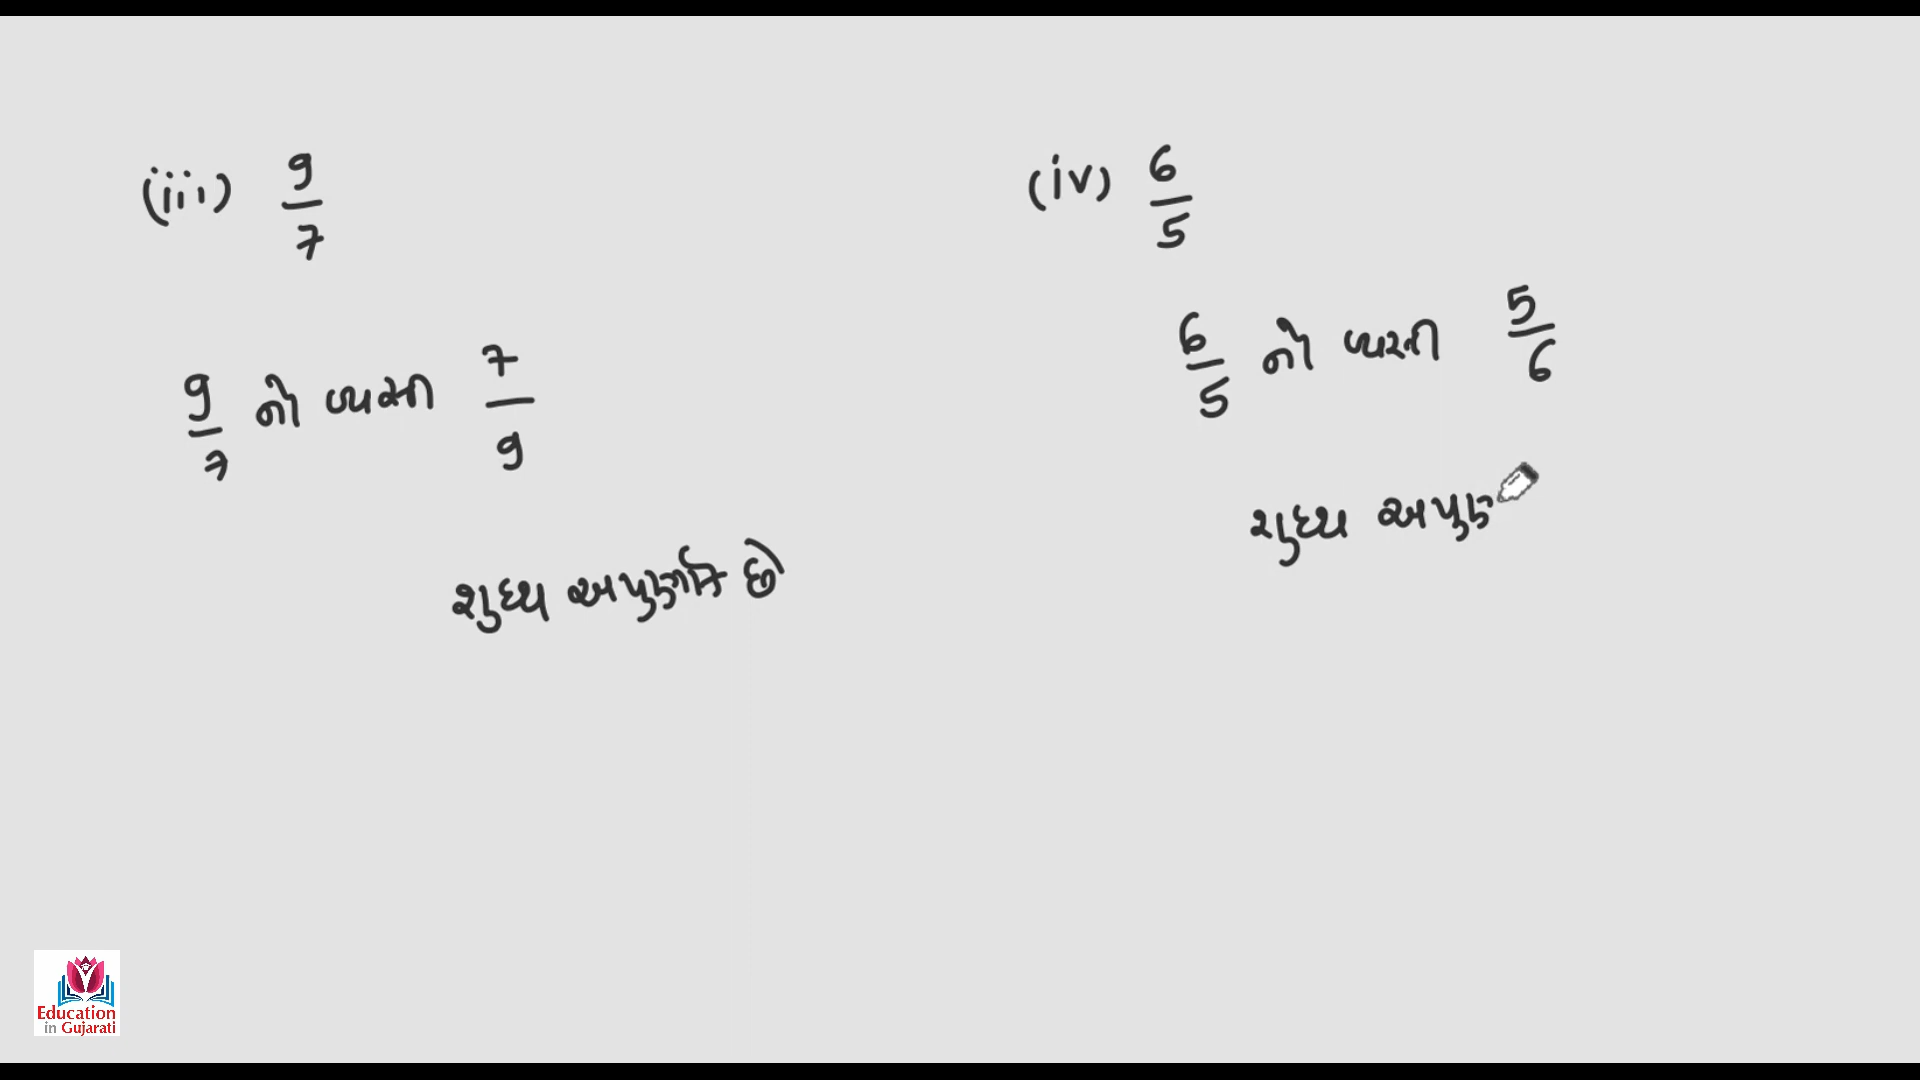 (iii) 9/7
9/7 નો વ્યસ્ત 7/9
શુધ્ધ અપુર્ણાંક છે
(iv) 6/5
6/5 નો વ્યસ્ત 5/6
શુધ્ધ અપુર્ણ
Education
in Gujarati